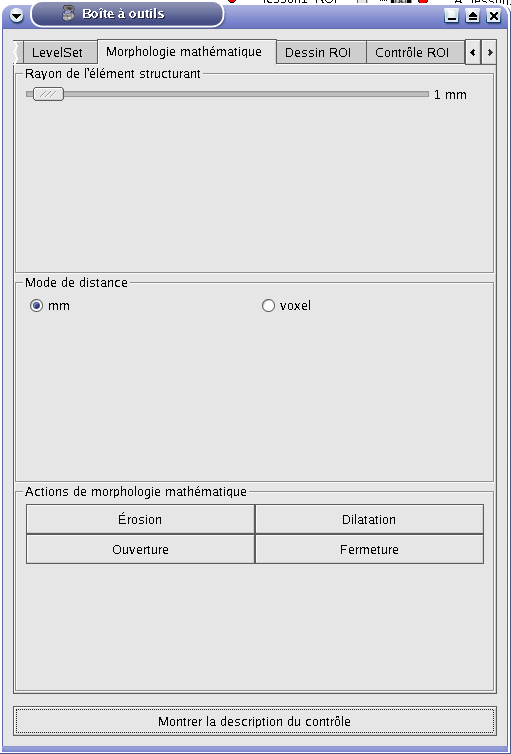 Boîte à outils
LevelSet Morphologie mathématique Dessin ROI Contrôle ROI
Rayon de l'élément structurant
1 mm
Mode de distance
mm voxel
Actions de morphologie mathématique
Érosion Dilatation
Ouverture Fermeture
Montrer la description du contrôle